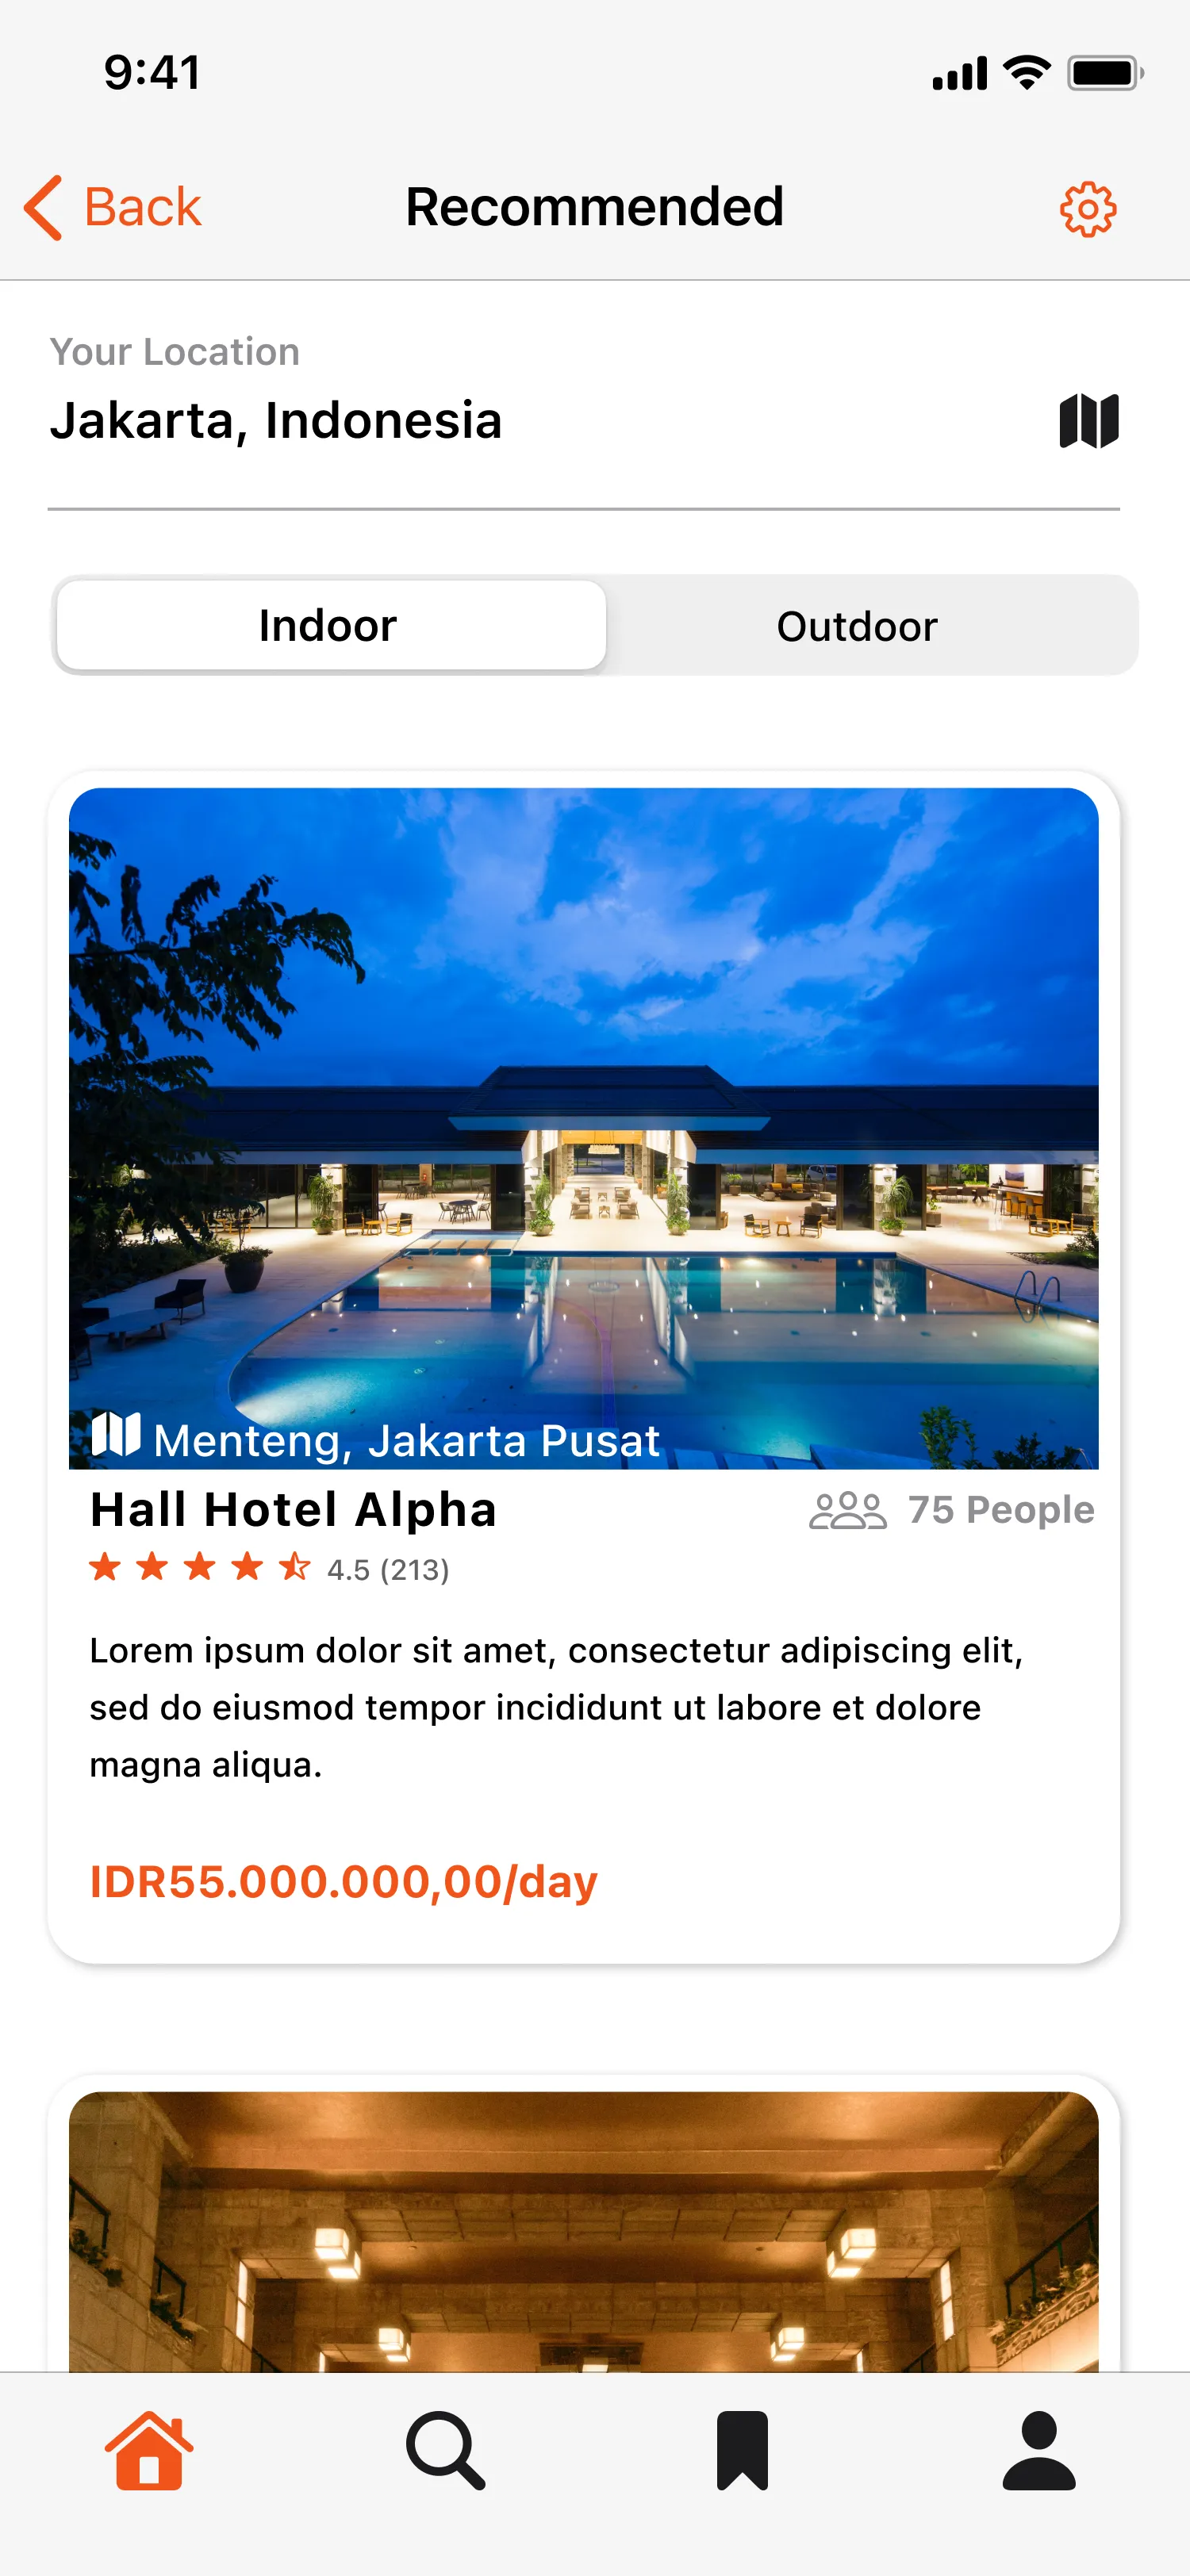 9:41
Back
Recommended
Your Location
Jakarta, Indonesia
Indoor
Outdoor
Menteng, Jakarta Pusat
Hall Hotel Alpha
75 People
4.5 (213)
Lorem ipsum dolor sit amet, consectetur adipiscing elit,
sed do eiusmod tempor incididunt ut labore et dolore
magna aliqua.
IDR55.000.000,00/day